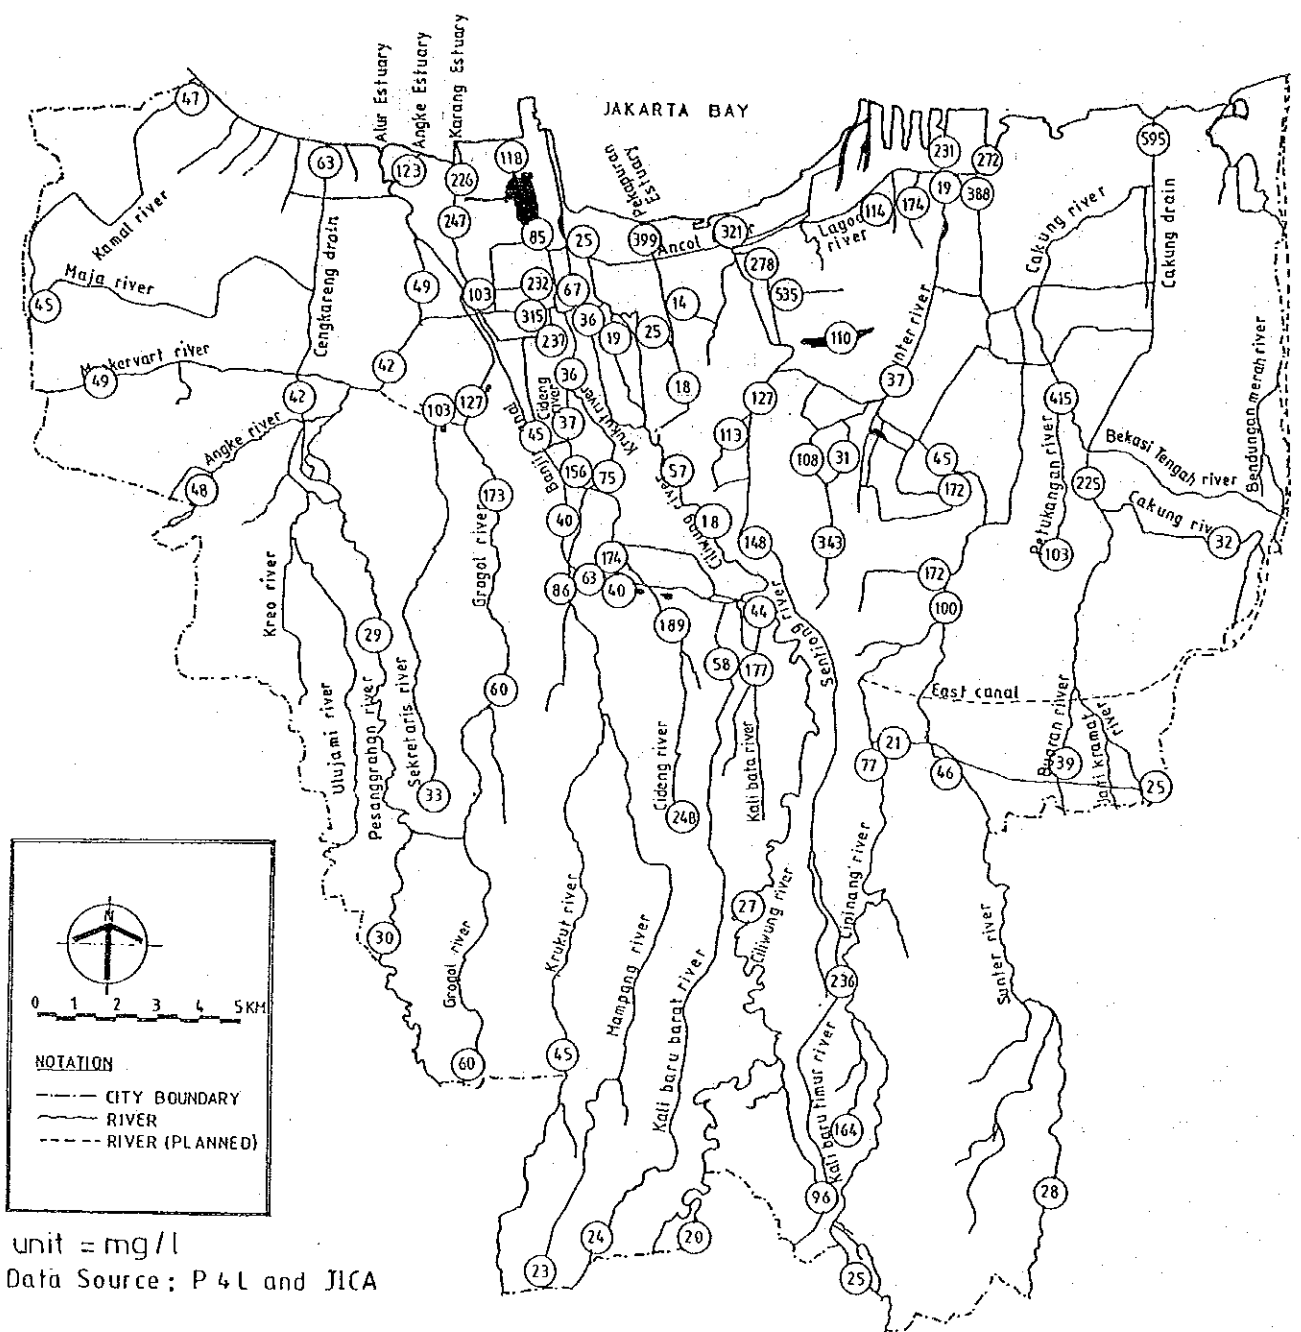 JAKARTA BAY
Alur Estuary
Angke Estuary
Karang Estuary
Pekapuran
Estuary
47
63
123
226
118
231
272
595
247
19
388
114
174
85
25
399
321
Ancol
Lagoa
river
Cakung river
Cakung drain
Kamal river
Cengkareng drain
Maja river
45
49
103
232
67
278
535
14
315
36
19
25
237
110
Sunter river
49
42
42
36
18
127
37
415
Angke river
103
127
Cideng
river
Krukut river
37
45
113
108
31
45
172
Bekasi Tengah river
Bendungan merah river
48
173
156
75
57
225
Petukangan river
Cakung
32
Banjir
40
18
Ciliwung river
148
343
103
Grogol river
174
86
63
40
172
100
Kreo river
29
189
44
58
177
Sentiong river
60
East canal
Ulujami river
Pesanggrahan river
Sekretaris river
33
Cideng river
248
Kali bata river
21
77
46
Buaran river
39
Jati kramat
river
25
Cipinang river
30
Grogol river
Krukut river
Mampang river
Kali baru barat river
27
Ciliwung river
236
Sunter river
60
45
Kali baru timur river
164
96
28
23
24
20
25
N
0 1 2 3 4 5 KM
NOTATION
CITY BOUNDARY
RIVER
RIVER (PLANNED)
unit = mg/l
Data Source ; P 4 L and JICA